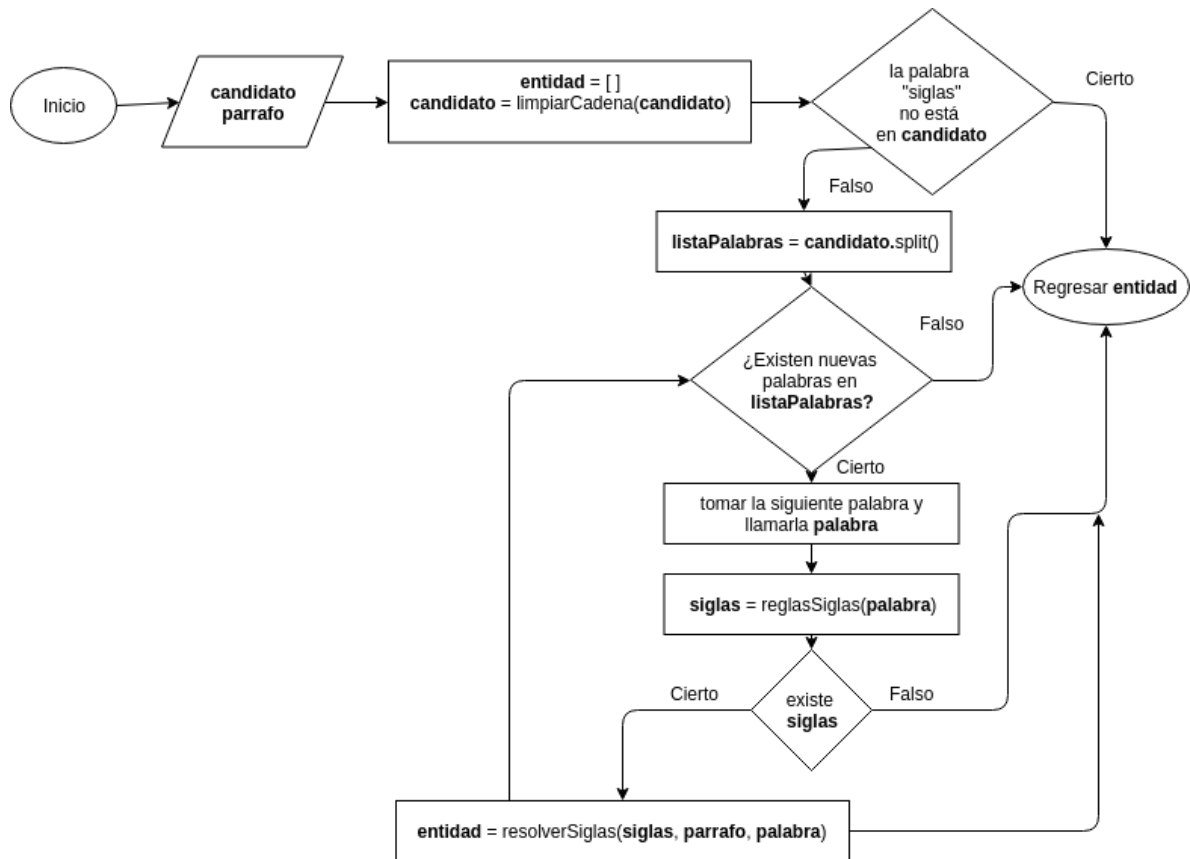 Inicio
candidato
parrafo
entidad = [ ]
candidato = limpiarCadena(candidato)
la palabra
"siglas"
no está
en candidato
Cierto
Falso
listaPalabras = candidato.split()
Regresar entidad
¿Existen nuevas
palabras en
listaPalabras?
Falso
Cierto
tomar la siguiente palabra y
llamarla palabra
siglas = reglasSiglas(palabra)
existe
siglas
Cierto
Falso
entidad = resolverSiglas(siglas, parrafo, palabra)